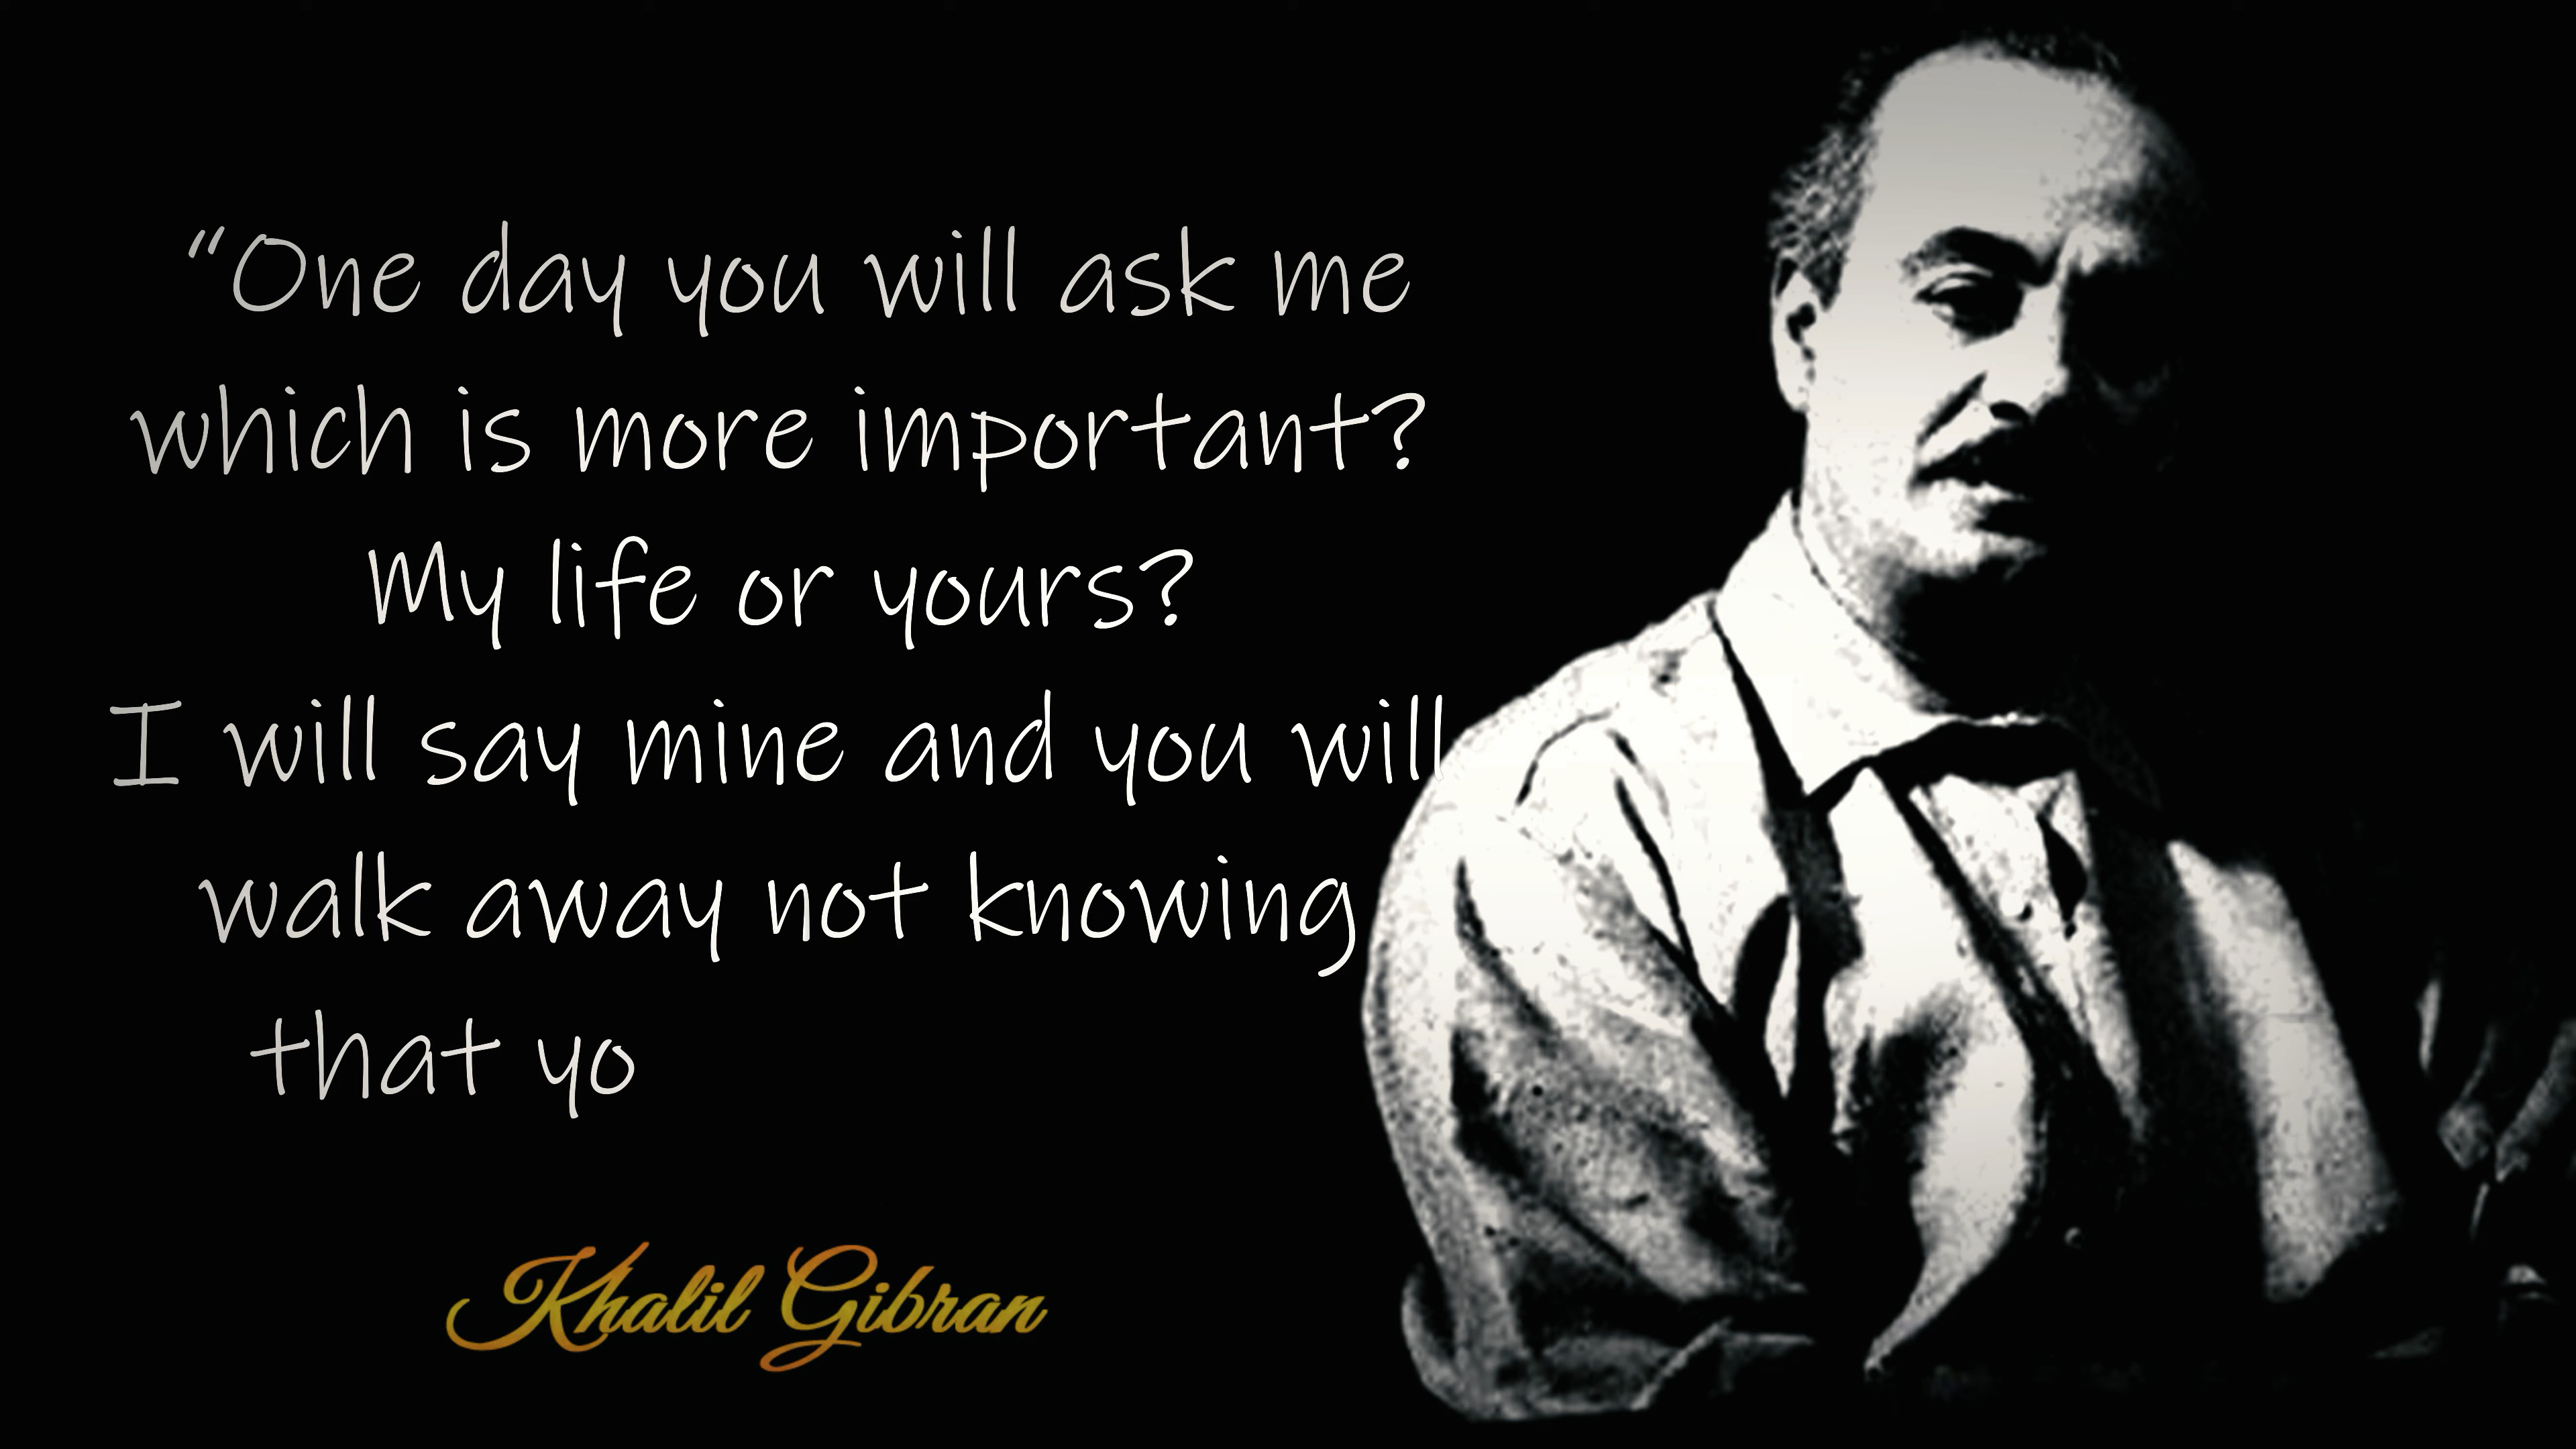 “One day you will ask me
which is more important?
My life or yours?
I will say mine and you will
walk away not knowing
that yo
Khalil Gibran